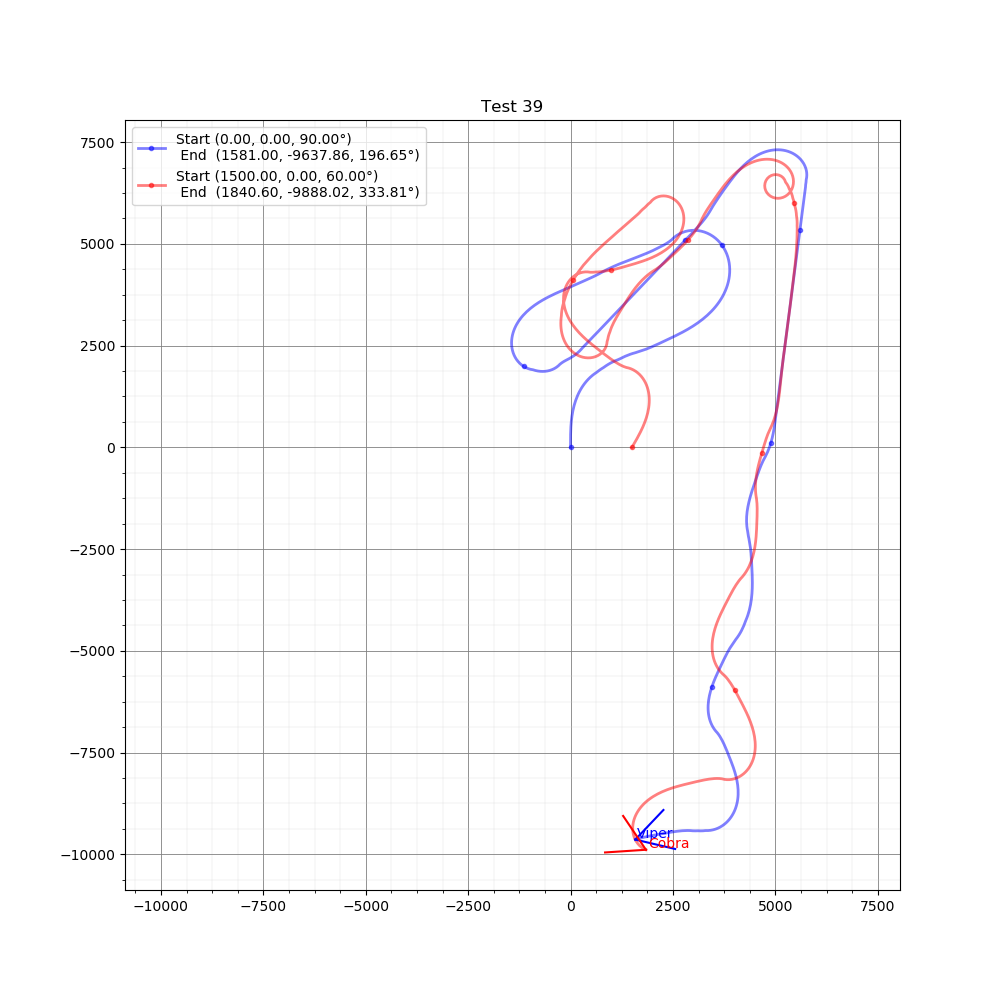 Test 39
Start (0.00, 0.00, 90.00°)
End (1581.00, -9637.86, 196.65°)
Start (1500.00, 0.00, 60.00°)
End (1840.60, -9888.02, 333.81°)
7500
5000
2500
0
−2500
−5000
−7500
−10000
Viper
Cobra
−10000 −7500 −5000 −2500 0 2500 5000 7500